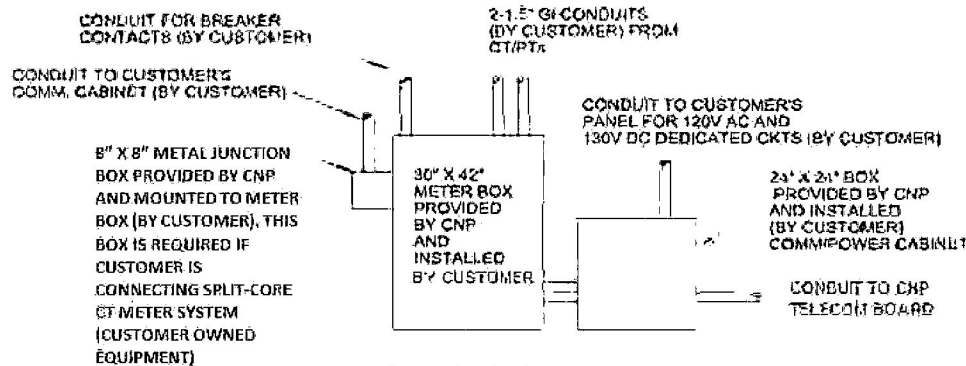 CONDUIT FOR BREAKER
CONTACTS (BY CUSTOMER)
2-1.5" GI CONDUITS
(BY CUSTOMER) FROM
CT/PTs
CONDUIT TO CUSTOMER'S
COMM. CABINET (BY CUSTOMER)
CONDUIT TO CUSTOMER'S
PANEL FOR 120V AC AND
130V DC DEDICATED CKTS (BY CUSTOMER)
8" X 8" METAL JUNCTION
BOX PROVIDED BY CNP
AND MOUNTED TO METER
BOX (BY CUSTOMER), THIS
BOX IS REQUIRED IF
CUSTOMER IS
CONNECTING SPLIT-CORE
CT METER SYSTEM
(CUSTOMER OWNED
EQUIPMENT)
30" X 42"
METER BOX
PROVIDED
BY CNP
AND
INSTALLED
BY CUSTOMER
24" X 24" BOX
PROVIDED BY CNP
AND INSTALLED
(BY CUSTOMER)
COMM/POWER CABINET
CONDUIT TO CNP
TELECOM BOARD